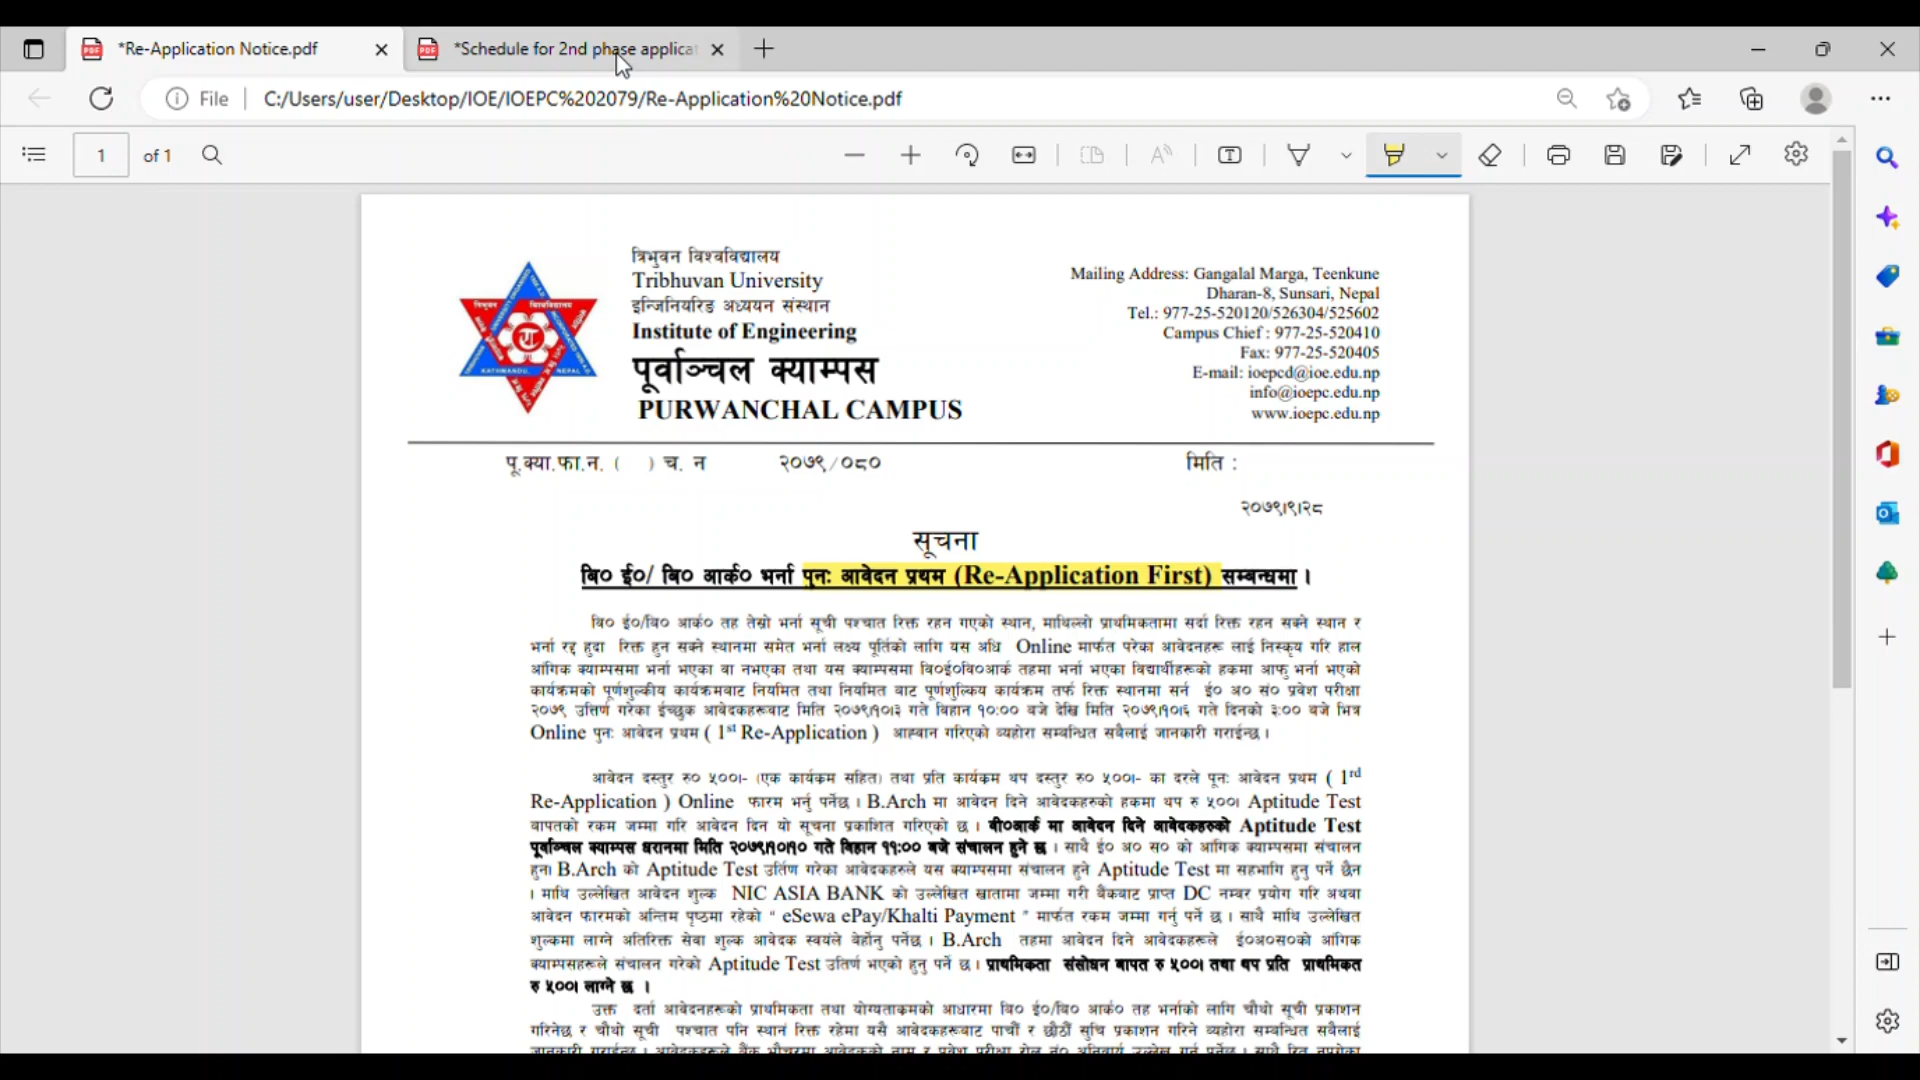 *Re-Application Notice.pdf
*Schedule for 2nd phase applicat
File
C:/Users/user/Desktop/IOE/IOEPC%202079/Re-Application%20Notice.pdf
1 of 1
त्रिभुवन विश्वविद्यालय
Tribhuvan University
इन्जिनियरिङ अध्ययन संस्थान
Institute of Engineering
पूर्वाञ्चल क्याम्पस
PURWANCHAL CAMPUS
Mailing Address: Gangalal Marga, Teenkune
Dharan-8, Sunsari, Nepal
Tel.: 977-25-520120/526304/525602
Campus Chief : 977-25-520410
Fax: 977-25-520405
E-mail: ioepcd@ioe.edu.np
info@ioepc.edu.np
www.ioepc.edu.np
पू.क्या.फा.न. ( ) च. न २०७९/०८० मिति :
२०७९।९।२८
सूचना
बि० ई०/ बि० आर्क० भर्ना पुनः आवेदन प्रथम (Re-Application First) सम्बन्धमा ।
बि० ई०/बि० आर्क० तह तेस्रो भर्ना सूची पश्चात रिक्त रहन गएको स्थान, माथिल्लो प्राथमिकतामा सर्दा रिक्त रहन सक्ने स्थान र
भर्ना रद्द हुदा रिक्त हुन सक्ने स्थानमा समेत भर्ना लक्ष्य पूर्तिको लागि यस अघि Online मार्फत परेका आवेदनहरू लाई निस्कृय गरि हाल
आंगिक क्याम्पसमा भर्ना भएका वा नभएका तथा यस क्याम्पसमा बि०ई०बि०आर्क तहमा भर्ना भएका विद्यार्थीहरूको हकमा आफु भर्ना भएको
कार्यक्रमको पूर्णशुल्कीय कार्यक्रमबाट नियमित तथा नियमित बाट पूर्णशुल्किय कार्यक्रम तर्फ रिक्त स्थानमा सर्न ई० अ० सं० प्रवेश परीक्षा
२०७९ उत्तिर्ण गरेका ईच्छुक आवेदकहरूबाट मिति २०७९।१०।३ गते बिहान १०:०० बजे देखि मिति २०७९।१०।६ गते दिनको ३:०० बजे भित्र
Online पुनः आवेदन प्रथम ( 1st Re-Application ) आह्वान गरिएको व्यहोरा सम्बन्धित सबैलाई जानकारी गराईन्छ ।
आवेदन दस्तुर रु० ५००।- (एक कार्यक्रम सहित) तथा प्रति कार्यक्रम थप दस्तुर रु० ५००।- का दरले पुनः आवेदन प्रथम ( 1rd
Re-Application ) Online फारम भर्नु पर्नेछ । B.Arch मा आवेदन दिने आवेदकहरुको हकमा थप रु ५००। Aptitude Test
बापतको रकम जम्मा गरि आवेदन दिन यो सूचना प्रकाशित गरिएको छ । बी०आर्क मा आवेदन दिने आवेदकहरुको Aptitude Test
पूर्वाञ्चल क्याम्पस धरानमा मिति २०७९।१०।१० गते बिहान ११:०० बजे संचालन हुने छ । साथै ई० अ० स० को आंगिक क्याम्पसमा संचालन
हुने। B.Arch को Aptitude Test उर्तिण गरेका आवेदकहरुले यस क्याम्पसमा संचालन हुने Aptitude Test मा सहभागि हुनु पर्ने छैन
। माथि उल्लेखित आवेदन शुल्क NIC ASIA BANK को उल्लेखित खातामा जम्मा गरी बैंकबाट प्राप्त DC नम्बर प्रयोग गरि अथवा
आवेदन फारमको अन्तिम पृष्ठमा रहेको " eSewa ePay/Khalti Payment " मार्फत रकम जम्मा गर्नु पर्ने छ । साथै माथि उल्लेखित
शुल्कमा लाग्ने अतिरिक्त सेवा शुल्क आवेदक स्वयंले बेर्होनु पर्नेछ । B.Arch तहमा आवेदन दिने आवेदकहरूले ई०अ०स०को आंगिक
क्याम्पसहरूले संचालन गरेको Aptitude Test उतिर्ण भएको हुनु पर्ने छ । प्राथमिकता संसोधन बापत रु ५००। तथा थप प्रति प्राथमिकत
रु ५००। लाग्ने छ ।
उक्त दर्ता आवेदनहरूको प्राथमिकता तथा योग्यताक्रमको आधारमा बि० ई०/बि० आर्क० तह भर्नाको लागि चौथो सूची प्रकाशन
गरिनेछ र चौथो सूची पश्चात पनि स्थान रिक्त रहेमा यसै आवेदकहरूबाट पाचौं र छैठौं सुचि प्रकाशन गरिने व्यहोरा सम्बन्धित सबैलाई